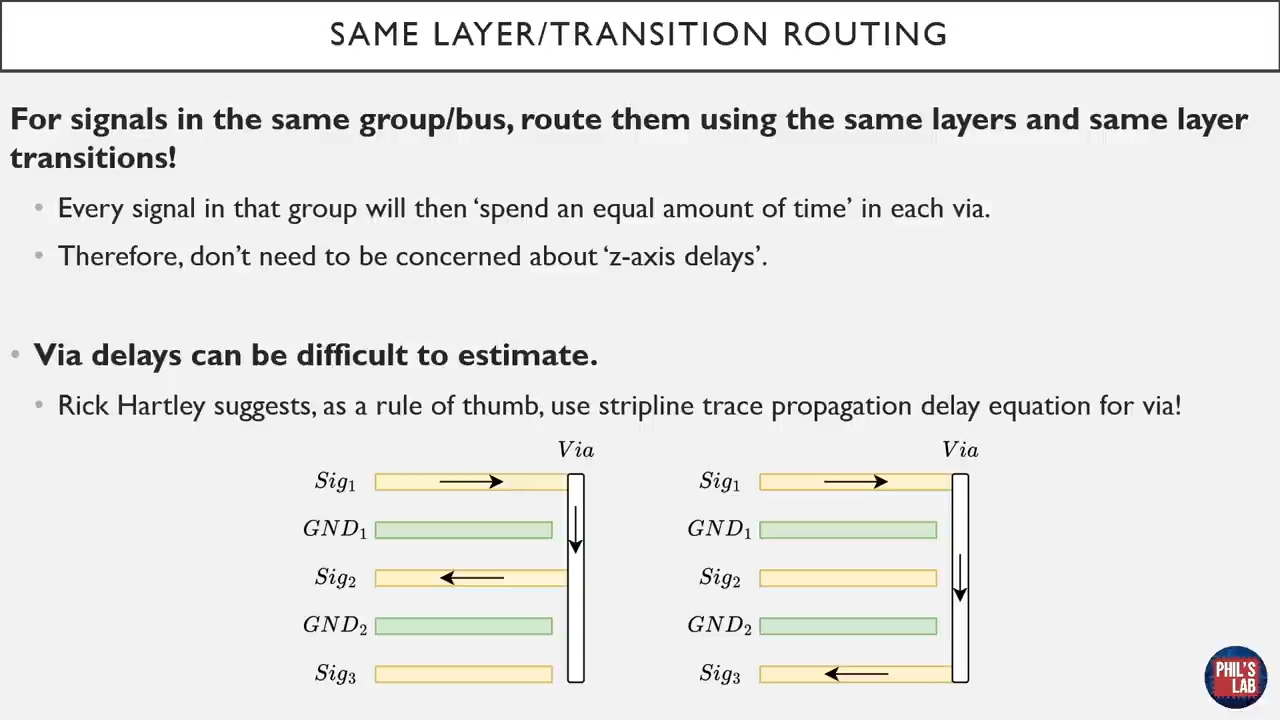 SAME LAYER/TRANSITION ROUTING
For signals in the same group/bus, route them using the same layers and same layer
transitions!
• Every signal in that group will then ‘spend an equal amount of time’ in each via.
• Therefore, don’t need to be concerned about ‘z-axis delays’.
• Via delays can be difficult to estimate.
• Rick Hartley suggests, as a rule of thumb, use stripline trace propagation delay equation for via!
Via
Sig₁
GND₁
Sig₂
GND₂
Sig₃
Via
Sig₁
GND₁
Sig₂
GND₂
Sig₃
PHIL'S
LAB